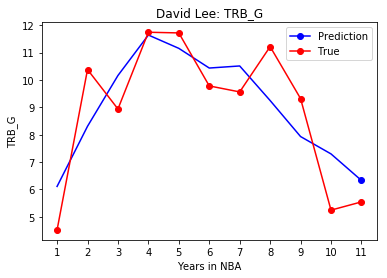 David Lee: TRB_G
Prediction
True
TRB_G
12
11
10
9
8
7
6
5
1 2 3 4 5 6 7 8 9 10 11
Years in NBA